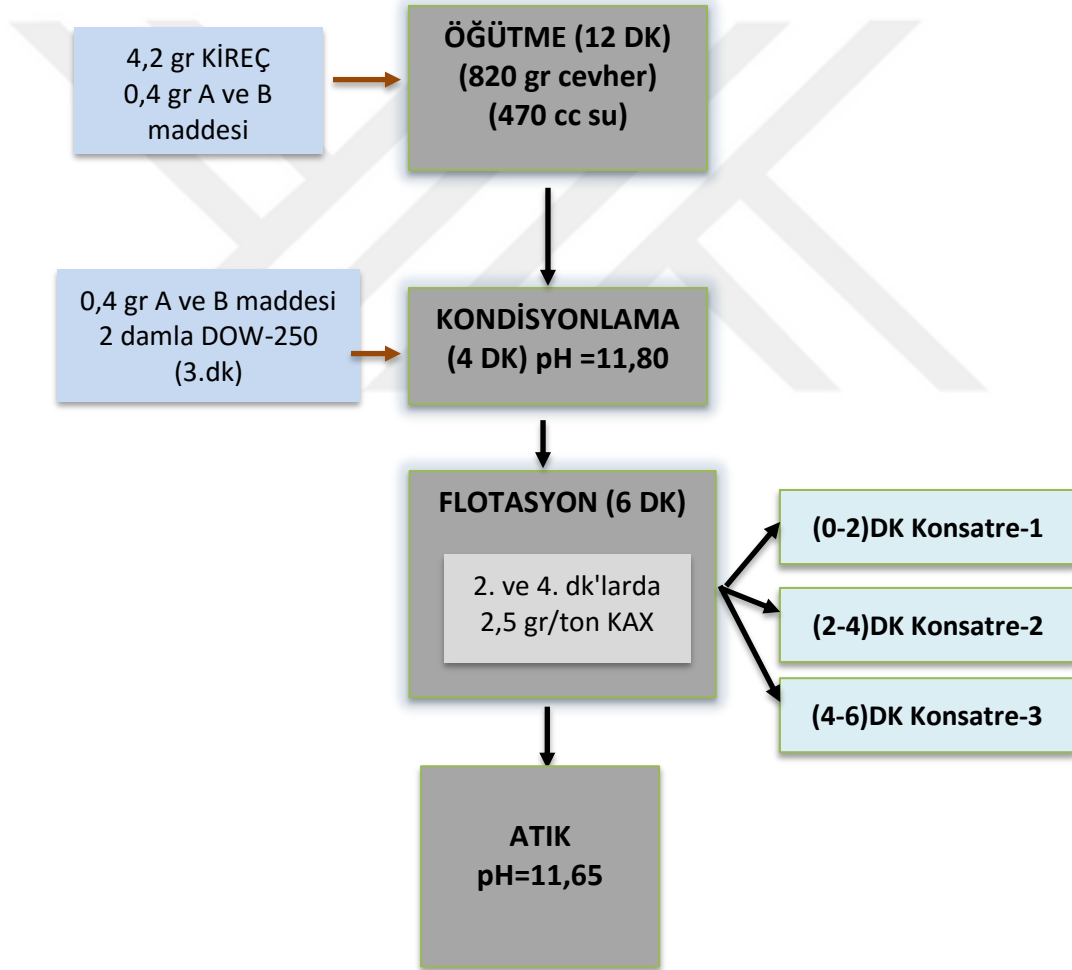 4,2 gr KİREÇ
0,4 gr A ve B
maddesi
ÖĞÜTME (12 DK)
(820 gr cevher)
(470 cc su)
0,4 gr A ve B maddesi
2 damla DOW-250
(3.dk)
KONDİSYONLAMA
(4 DK) pH =11,80
FLOTASYON (6 DK)
2. ve 4. dk'larda
2,5 gr/ton KAX
(0-2)DK Konsatre-1
(2-4)DK Konsatre-2
(4-6)DK Konsatre-3
ATIK
pH=11,65